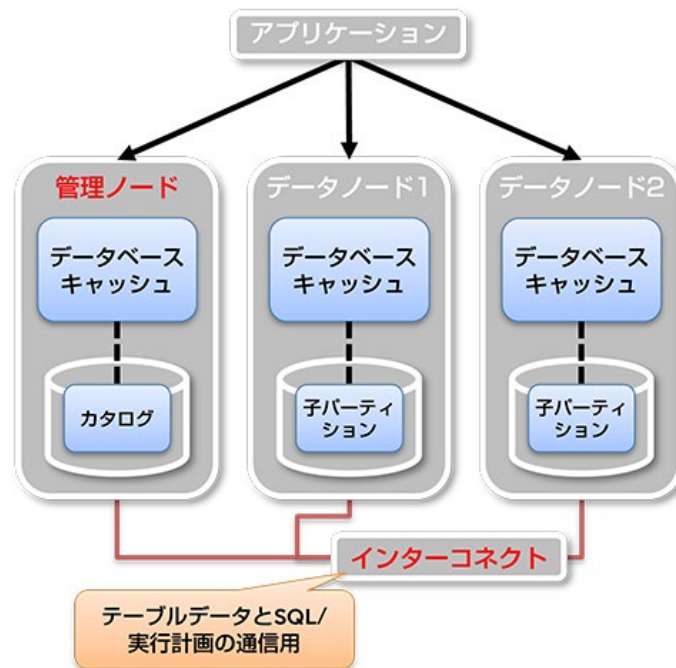 アプリケーション
管理ノード
データベース
キャッシュ
カタログ
データノード1
データベース
キャッシュ
子パーティ
ション
データノード2
データベース
キャッシュ
子パーティ
ション
インターコネクト
テーブルデータとSQL/
実行計画の通信用